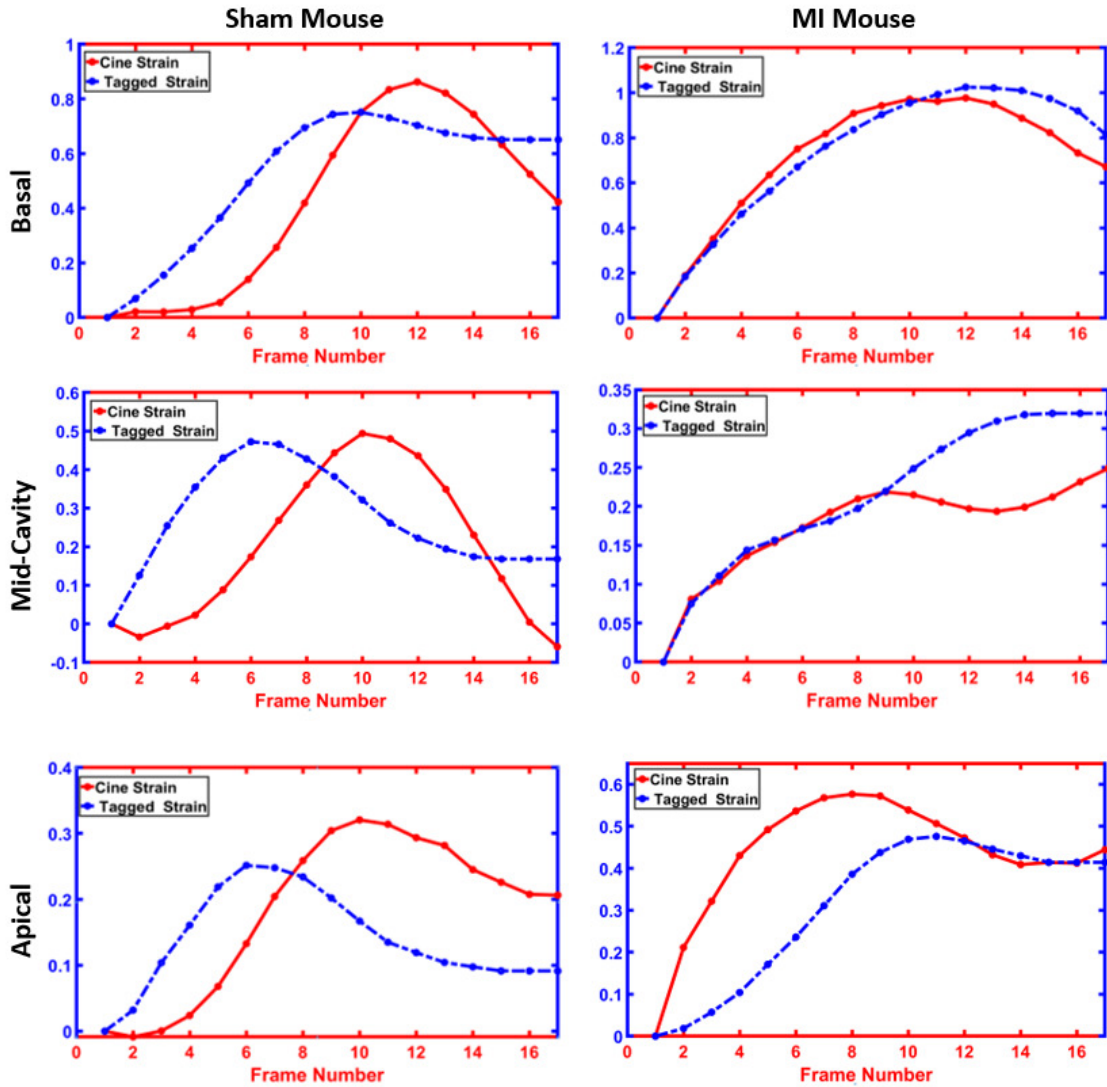 Sham Mouse
MI Mouse
Basal
1
0.8
0.6
0.4
0.2
0
Cine Strain
Tagged Strain
0 2 4 6 8 10 12 14 16
Frame Number
1.2
1
0.8
0.6
0.4
0.2
0
Cine Strain
Tagged Strain
0 2 4 6 8 10 12 14 16
Frame Number
Mid-Cavity
0.6
0.5
0.4
0.3
0.2
0.1
0
-0.1
Cine Strain
Tagged Strain
0 2 4 6 8 10 12 14 16
Frame Number
0.35
0.3
0.25
0.2
0.15
0.1
0.05
0
Cine Strain
Tagged Strain
0 2 4 6 8 10 12 14 16
Frame Number
Apical
0.4
0.3
0.2
0.1
0
Cine Strain
Tagged Strain
0 2 4 6 8 10 12 14 16
Frame Number
0.6
0.5
0.4
0.3
0.2
0.1
0
Cine Strain
Tagged Strain
0 2 4 6 8 10 12 14 16
Frame Number